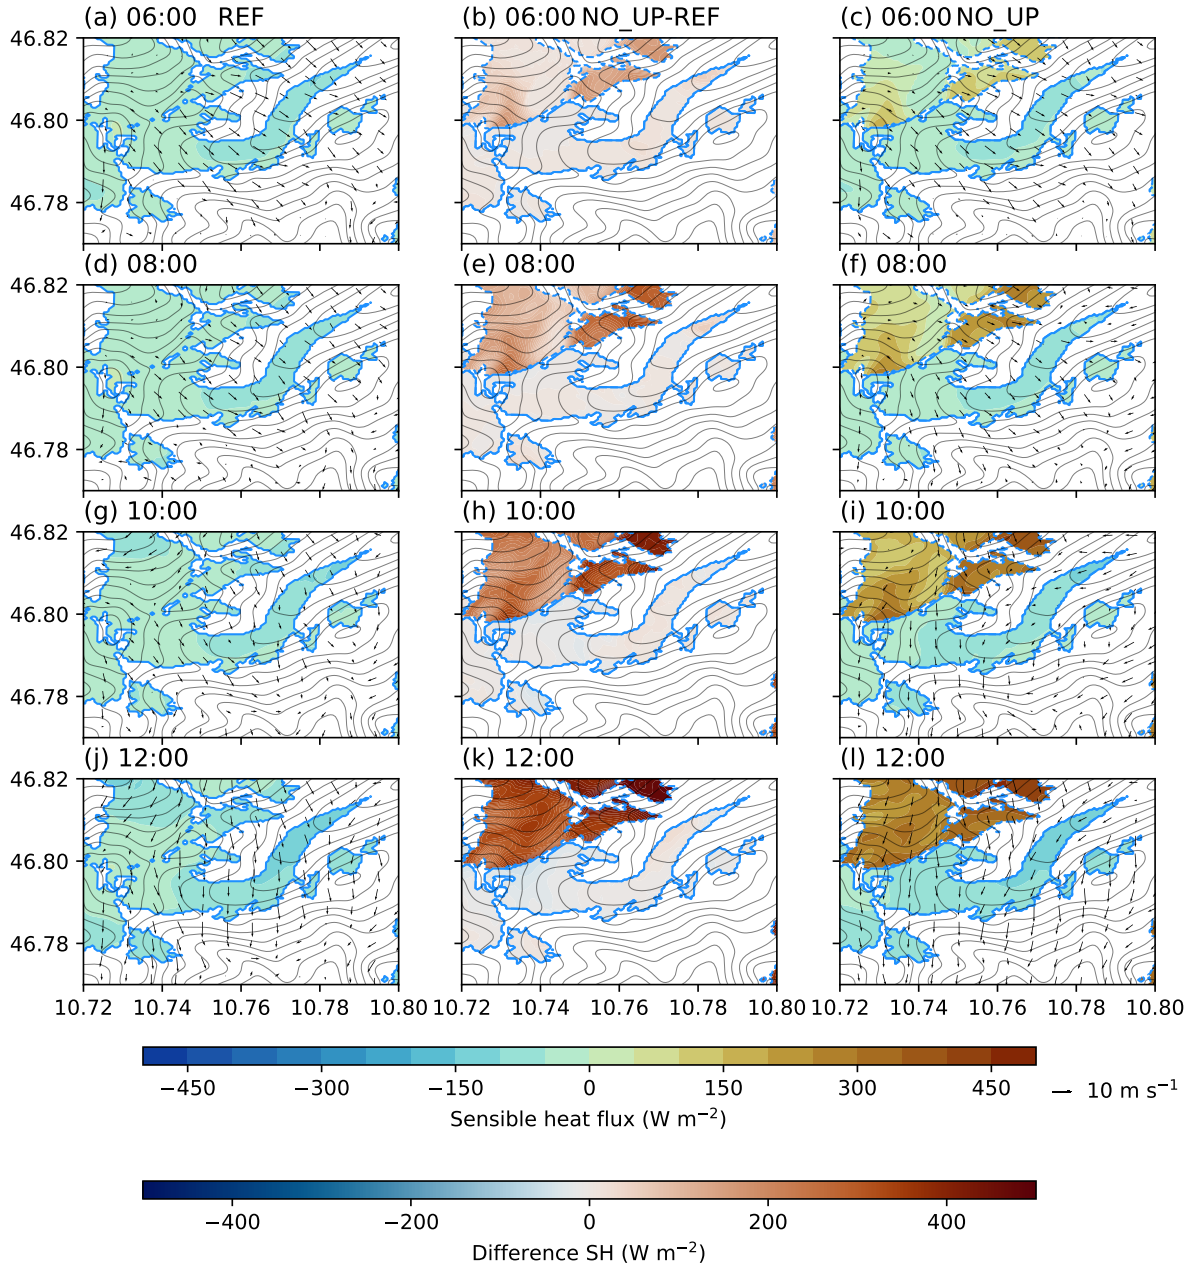 (a) 06:00 REF
(b) 06:00 NO_UP-REF
(c) 06:00 NO_UP
46.82
46.80
46.78
(d) 08:00
(e) 08:00
(f) 08:00
46.82
46.80
46.78
(g) 10:00
(h) 10:00
(i) 10:00
46.82
46.80
46.78
(j) 12:00
(k) 12:00
(l) 12:00
46.82
46.80
46.78
10.72 10.74 10.76 10.78 10.80
10.72 10.74 10.76 10.78 10.80
10.72 10.74 10.76 10.78 10.80
−450 −300 −150 0 150 300 450
10 m s⁻¹
Sensible heat flux (W m⁻²)
−400 −200 0 200 400
Difference SH (W m⁻²)